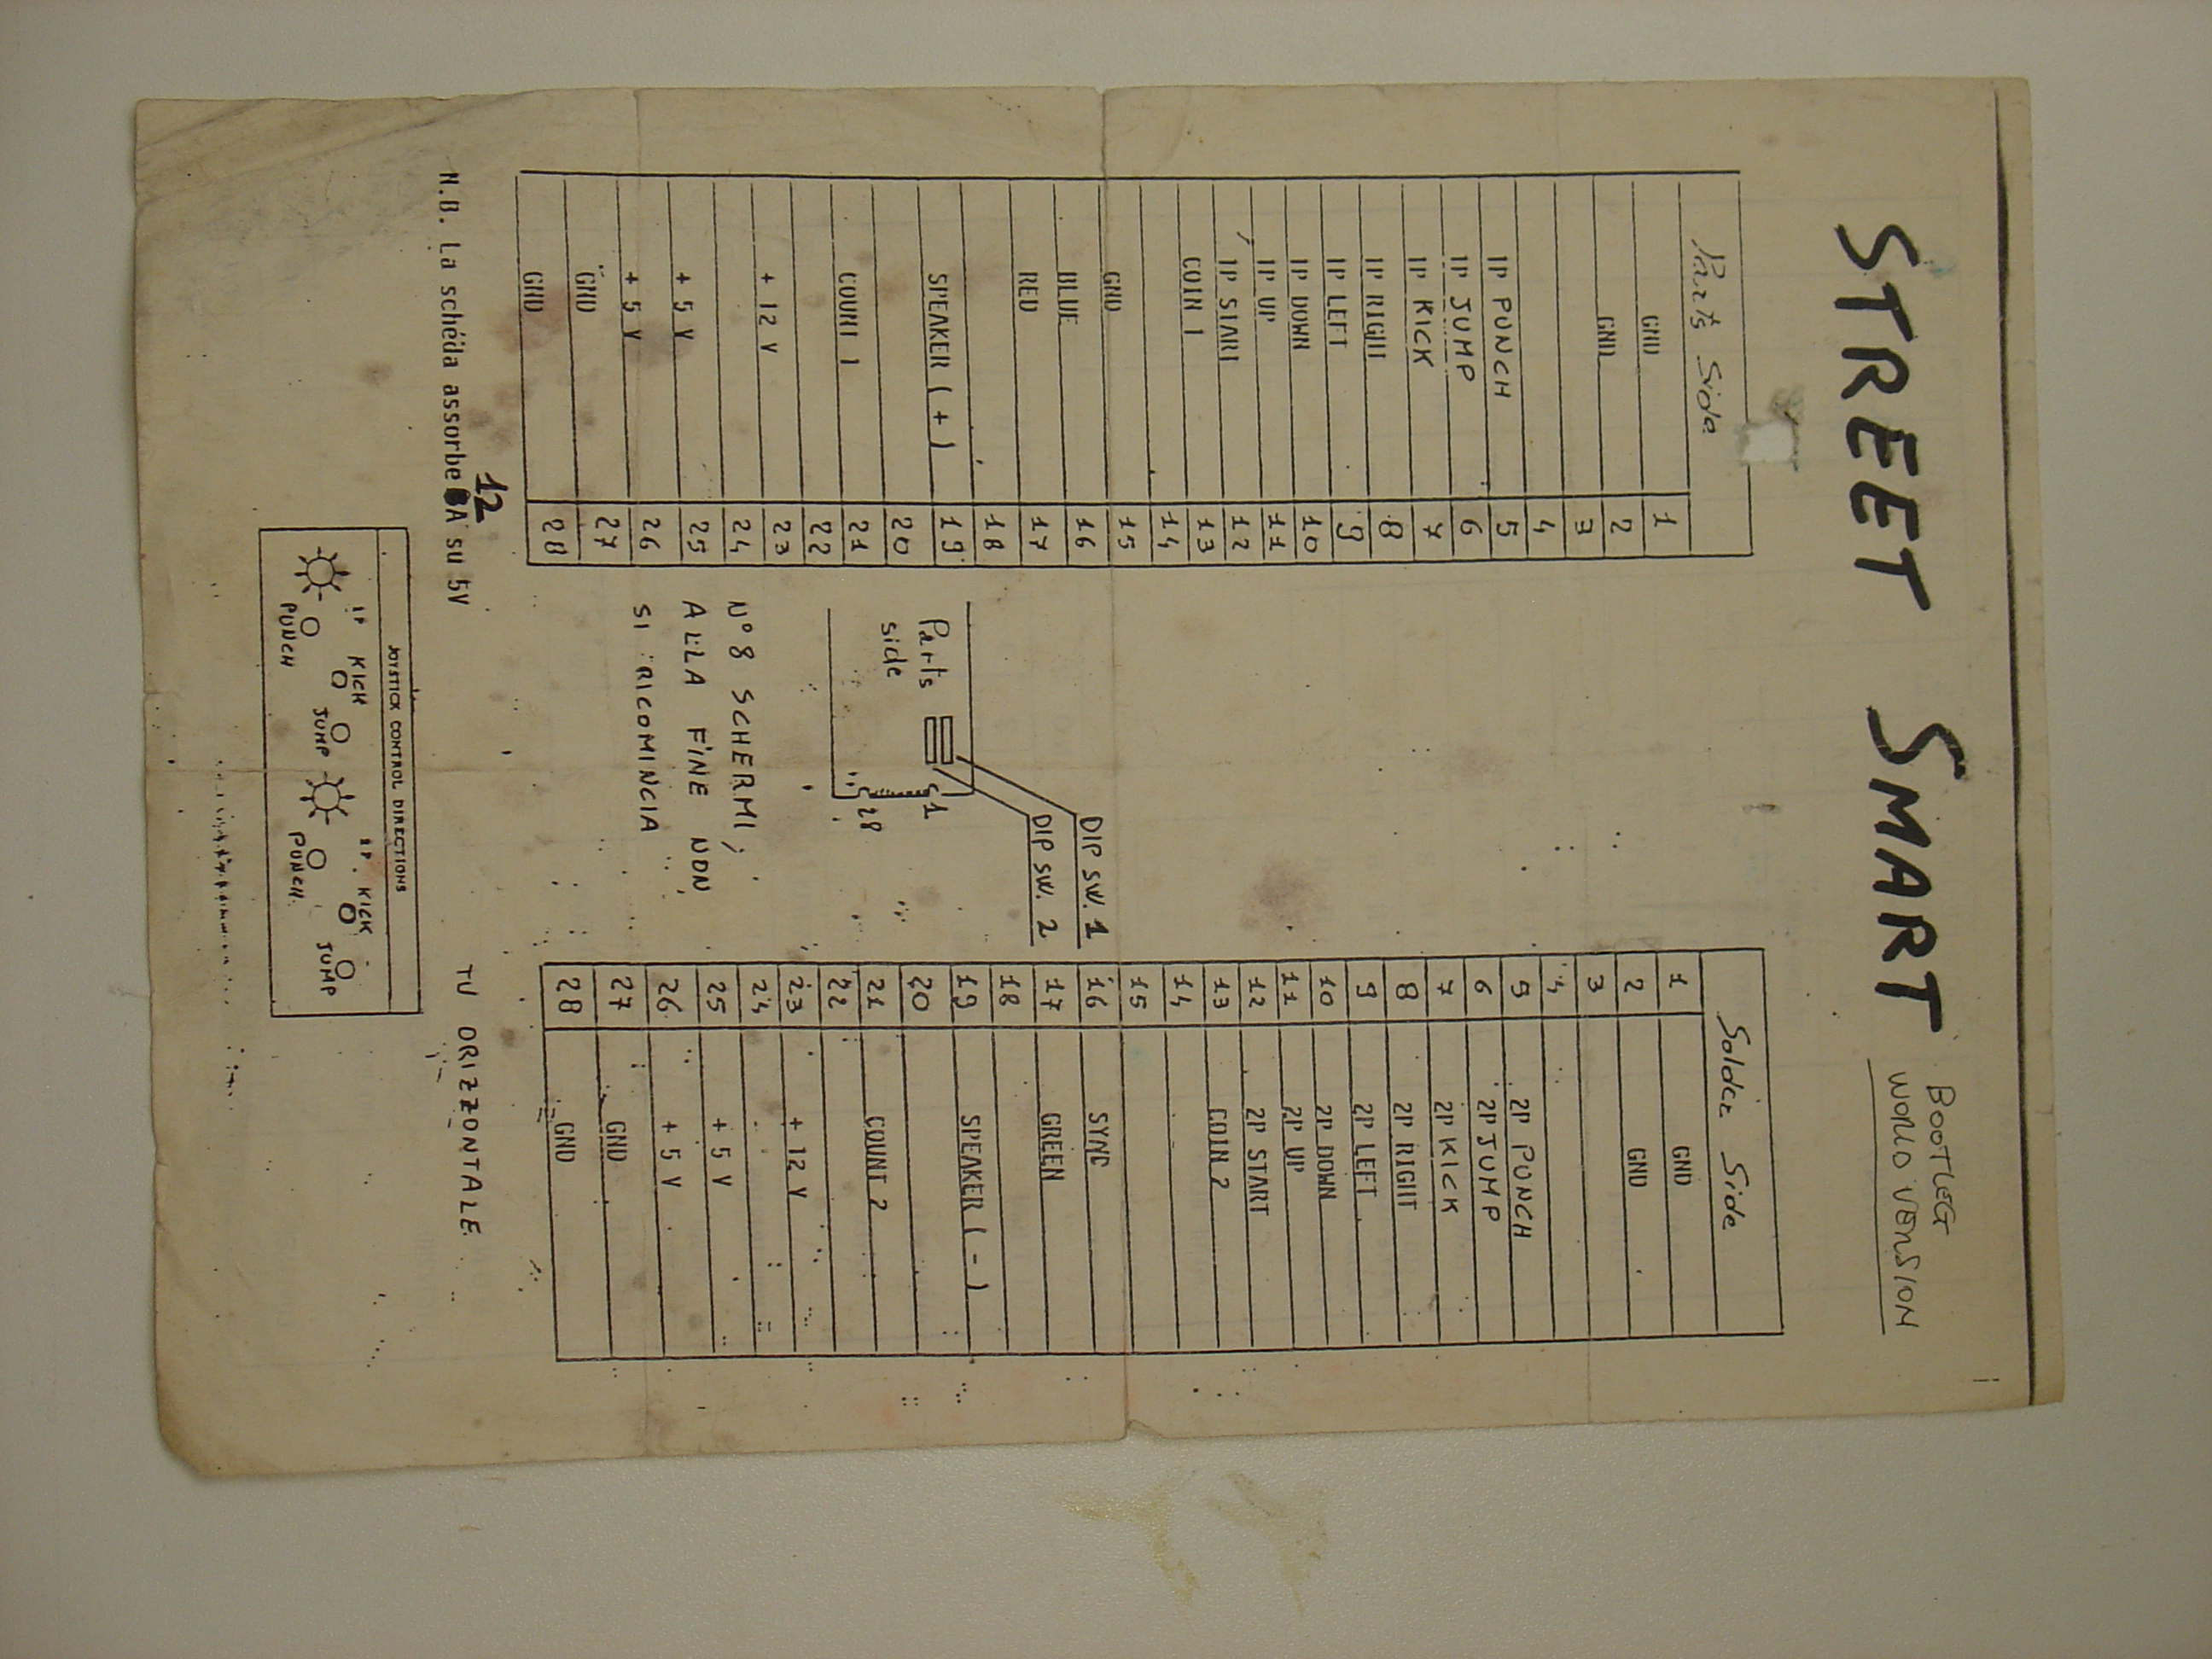 STREET SMART
BOOTLEG
WORLD VERSION
Parts Side
GND 1
GND 2
3
4
1P PUNCH 5
1P JUMP 6
1P KICK 7
1P RIGHT 8
1P LEFT 9
1P DOWN 10
1P UP 11
1P START 12
COIN 1 13
14
GND 15
BLUE 16
RED 17
18
SPEAKER ( + ) 19
20
COUNT 1 21
22
+ 12 V 23
24
+ 5 V 25
+ 5 V 26
GND 27
GND 28
DIP SW. 1
DIP SW. 2
Parts
side
1
28
N° 8 SCHERMI ;
ALLA FINE NON
SI RICOMINCIA
Solder Side
1 GND
2 GND
3
4
5 2P PUNCH
6 2P JUMP
7 2P KICK
8 2P RIGHT
9 2P LEFT
10 2P DOWN
11 2P UP
12 2P START
13 COIN 2
14
15
16 SYNC
17 GREEN
18
19 SPEAKER ( - )
20
21 COUNT 2
22
23 + 12 V
24
25 + 5 V
26 + 5 V
27 GND
28 GND
12
N.B. La schéda assorbe A su 5V
TV ORIZZONTALE
JOYSTICK CONTROL DIRECTIONS
1P KICK
JUMP
PUNCH
P. KICK
JUMP
PUNCH.